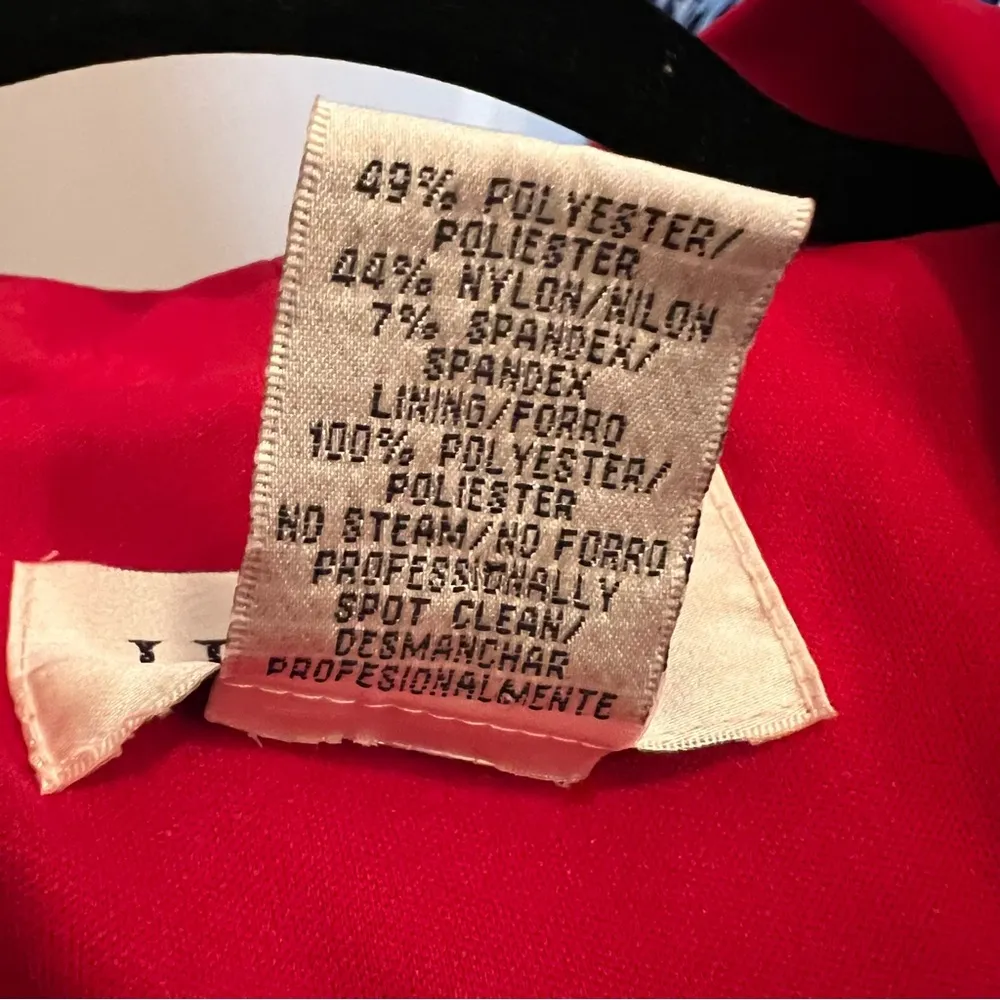 49% POLYESTER/
POLIESTER
44% NYLON/NILON
7% SPANDEX/
SPANDEX
LINING/FORRO
100% POLYESTER/
POLIESTER
NO STEAM/NO FORRO
PROFESSIONALLY
SPOT CLEAN/
DESMANCHAR
PROFESIONALMENTE